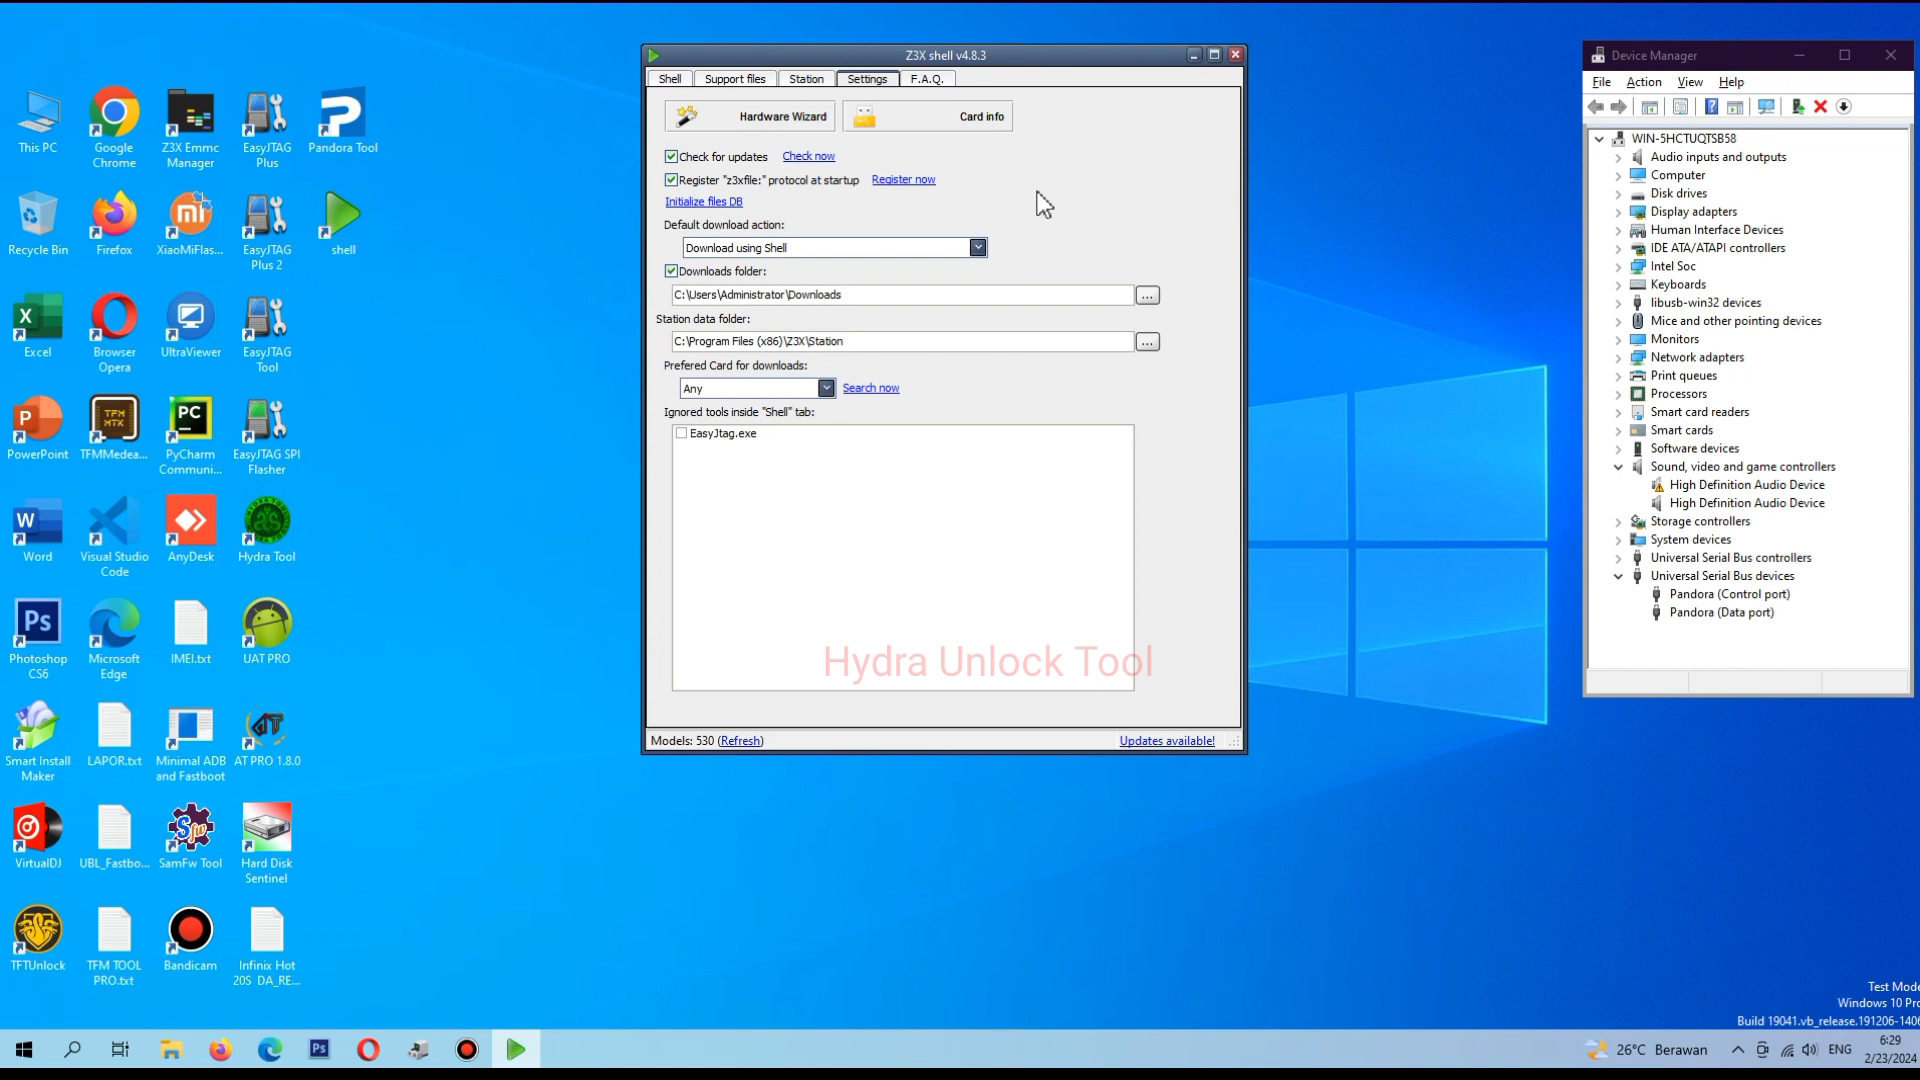 This PC
Google
Chrome
Z3X Emmc
Manager
EasyJTAG
Plus
Pandora Tool
Recycle Bin
Firefox
XiaoMiFlas...
EasyJTAG
Plus 2
shell
Excel
Browser
Opera
UltraViewer
EasyJTAG
Tool
PowerPoint
TFMMedea...
PyCharm
Communi...
EasyJTAG SPI
Flasher
Word
Visual Studio
Code
AnyDesk
Hydra Tool
Photoshop
CS6
Microsoft
Edge
IMEI.txt
UAT PRO
Smart Install
Maker
LAPOR.txt
Minimal ADB
and Fastboot
AT PRO 1.8.0
VirtualDJ
UBL_Fastbo...
SamFw Tool
Hard Disk
Sentinel
TFTUnlock
TFM TOOL
PRO.txt
Bandicam
Infinix Hot
20S DA_RE...
Z3X shell v4.8.3
Shell Support files Station Settings F.A.Q.
Hardware Wizard Card info
Check for updates Check now
Register "z3xfile:" protocol at startup Register now
Initialize files DB
Default download action:
Download using Shell
Downloads folder:
C:\Users\Administrator\Downloads ...
Station data folder:
C:\Program Files (x86)\Z3X\Station ...
Prefered Card for downloads:
Any Search now
Ignored tools inside "Shell" tab:
EasyJtag.exe
Hydra Unlock Tool
Models: 530 (Refresh) Updates available!
Device Manager
File Action View Help
WIN-5HCTUQTSB58
Audio inputs and outputs
Computer
Disk drives
Display adapters
Human Interface Devices
IDE ATA/ATAPI controllers
Intel Soc
Keyboards
libusb-win32 devices
Mice and other pointing devices
Monitors
Network adapters
Print queues
Processors
Smart card readers
Smart cards
Software devices
Sound, video and game controllers
High Definition Audio Device
High Definition Audio Device
Storage controllers
System devices
Universal Serial Bus controllers
Universal Serial Bus devices
Pandora (Control port)
Pandora (Data port)
Test Mode
Windows 10 Pro
Build 19041.vb_release.191206-1406
26°C Berawan ENG
6:29
2/23/2024